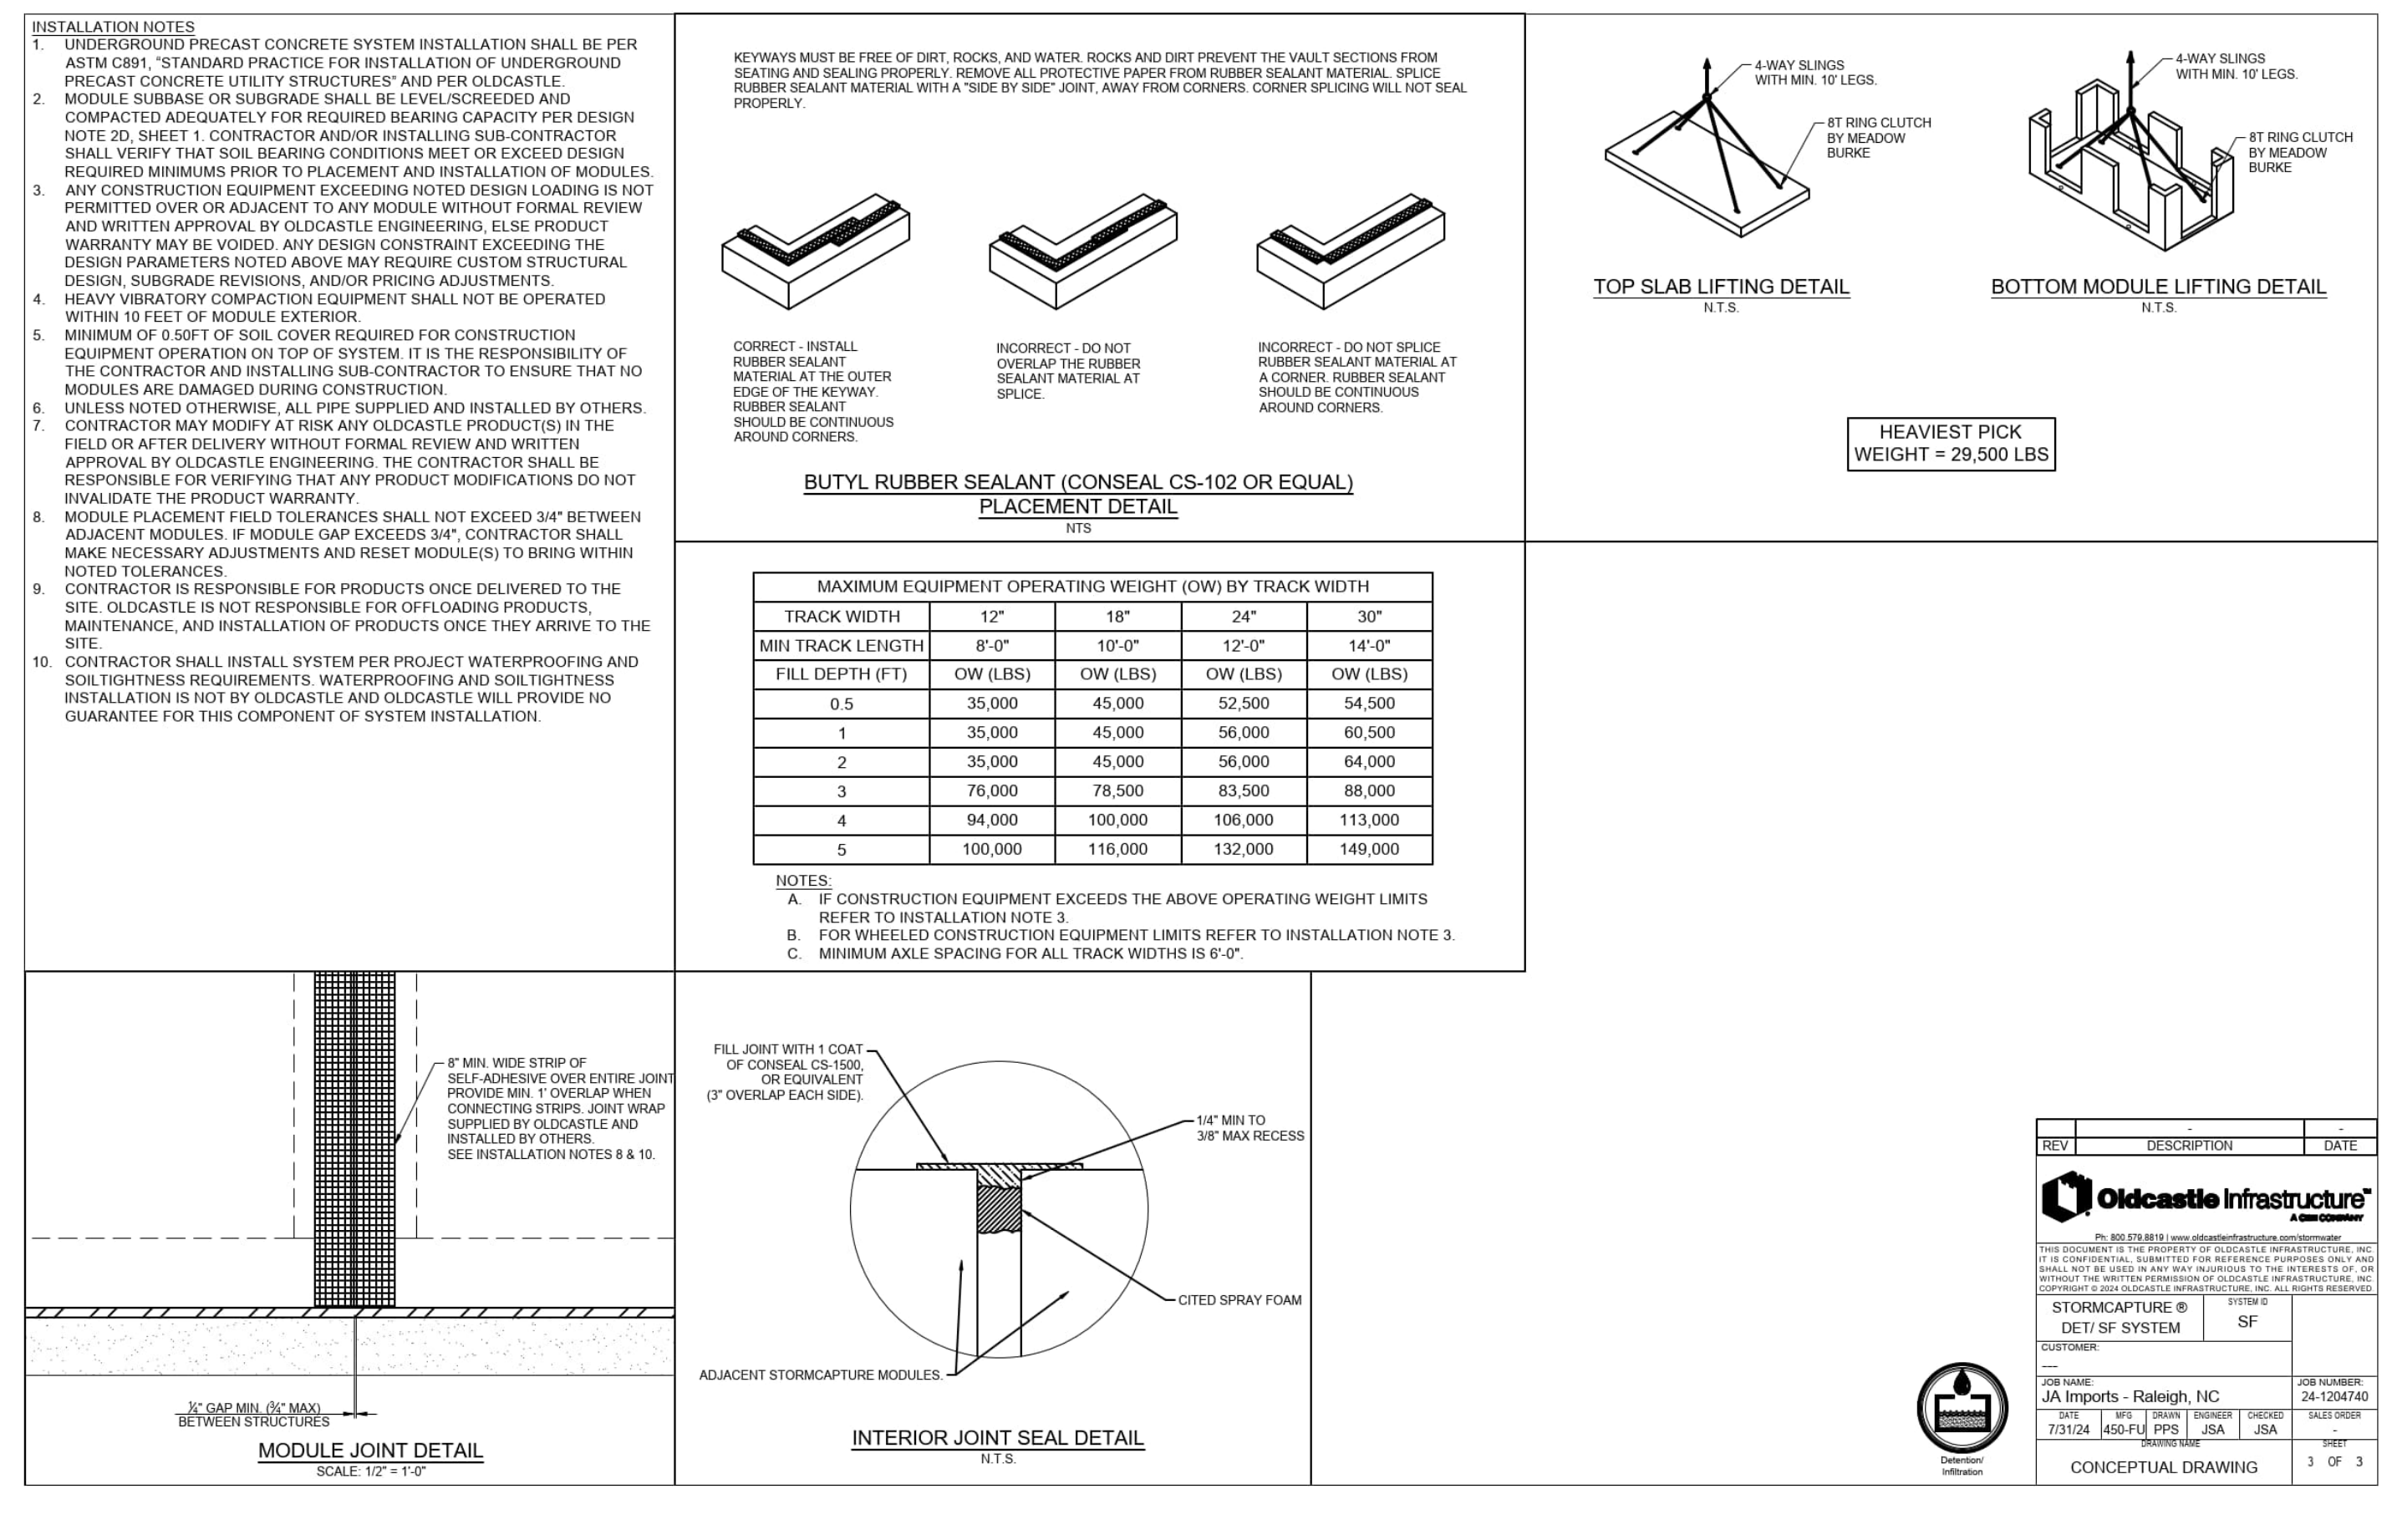 INSTALLATION NOTES
1. UNDERGROUND PRECAST CONCRETE SYSTEM INSTALLATION SHALL BE PER
ASTM C891, “STANDARD PRACTICE FOR INSTALLATION OF UNDERGROUND
PRECAST CONCRETE UTILITY STRUCTURES” AND PER OLDCASTLE.
2. MODULE SUBBASE OR SUBGRADE SHALL BE LEVEL/SCREEDED AND
COMPACTED ADEQUATELY FOR REQUIRED BEARING CAPACITY PER DESIGN
NOTE 2D, SHEET 1. CONTRACTOR AND/OR INSTALLING SUB-CONTRACTOR
SHALL VERIFY THAT SOIL BEARING CONDITIONS MEET OR EXCEED DESIGN
REQUIRED MINIMUMS PRIOR TO PLACEMENT AND INSTALLATION OF MODULES.
3. ANY CONSTRUCTION EQUIPMENT EXCEEDING NOTED DESIGN LOADING IS NOT
PERMITTED OVER OR ADJACENT TO ANY MODULE WITHOUT FORMAL REVIEW
AND WRITTEN APPROVAL BY OLDCASTLE ENGINEERING, ELSE PRODUCT
WARRANTY MAY BE VOIDED. ANY DESIGN CONSTRAINT EXCEEDING THE
DESIGN PARAMETERS NOTED ABOVE MAY REQUIRE CUSTOM STRUCTURAL
DESIGN, SUBGRADE REVISIONS, AND/OR PRICING ADJUSTMENTS.
4. HEAVY VIBRATORY COMPACTION EQUIPMENT SHALL NOT BE OPERATED
WITHIN 10 FEET OF MODULE EXTERIOR.
5. MINIMUM OF 0.50FT OF SOIL COVER REQUIRED FOR CONSTRUCTION
EQUIPMENT OPERATION ON TOP OF SYSTEM. IT IS THE RESPONSIBILITY OF
THE CONTRACTOR AND INSTALLING SUB-CONTRACTOR TO ENSURE THAT NO
MODULES ARE DAMAGED DURING CONSTRUCTION.
6. UNLESS NOTED OTHERWISE, ALL PIPE SUPPLIED AND INSTALLED BY OTHERS.
7. CONTRACTOR MAY MODIFY AT RISK ANY OLDCASTLE PRODUCT(S) IN THE
FIELD OR AFTER DELIVERY WITHOUT FORMAL REVIEW AND WRITTEN
APPROVAL BY OLDCASTLE ENGINEERING. THE CONTRACTOR SHALL BE
RESPONSIBLE FOR VERIFYING THAT ANY PRODUCT MODIFICATIONS DO NOT
INVALIDATE THE PRODUCT WARRANTY.
8. MODULE PLACEMENT FIELD TOLERANCES SHALL NOT EXCEED 3/4" BETWEEN
ADJACENT MODULES. IF MODULE GAP EXCEEDS 3/4", CONTRACTOR SHALL
MAKE NECESSARY ADJUSTMENTS AND RESET MODULE(S) TO BRING WITHIN
NOTED TOLERANCES.
9. CONTRACTOR IS RESPONSIBLE FOR PRODUCTS ONCE DELIVERED TO THE
SITE. OLDCASTLE IS NOT RESPONSIBLE FOR OFFLOADING PRODUCTS,
MAINTENANCE, AND INSTALLATION OF PRODUCTS ONCE THEY ARRIVE TO THE
SITE.
10. CONTRACTOR SHALL INSTALL SYSTEM PER PROJECT WATERPROOFING AND
SOILTIGHTNESS REQUIREMENTS. WATERPROOFING AND SOILTIGHTNESS
INSTALLATION IS NOT BY OLDCASTLE AND OLDCASTLE WILL PROVIDE NO
GUARANTEE FOR THIS COMPONENT OF SYSTEM INSTALLATION.
KEYWAYS MUST BE FREE OF DIRT, ROCKS, AND WATER. ROCKS AND DIRT PREVENT THE VAULT SECTIONS FROM
SEATING AND SEALING PROPERLY. REMOVE ALL PROTECTIVE PAPER FROM RUBBER SEALANT MATERIAL. SPLICE
RUBBER SEALANT MATERIAL WITH A "SIDE BY SIDE" JOINT, AWAY FROM CORNERS. CORNER SPLICING WILL NOT SEAL
PROPERLY.
CORRECT - INSTALL
RUBBER SEALANT
MATERIAL AT THE OUTER
EDGE OF THE KEYWAY.
RUBBER SEALANT
SHOULD BE CONTINUOUS
AROUND CORNERS.
INCORRECT - DO NOT
OVERLAP THE RUBBER
SEALANT MATERIAL AT
SPLICE.
INCORRECT - DO NOT SPLICE
RUBBER SEALANT MATERIAL AT
A CORNER. RUBBER SEALANT
SHOULD BE CONTINUOUS
AROUND CORNERS.
BUTYL RUBBER SEALANT (CONSEAL CS-102 OR EQUAL)
PLACEMENT DETAIL
NTS
4-WAY SLINGS
WITH MIN. 10' LEGS.
8T RING CLUTCH
BY MEADOW
BURKE
TOP SLAB LIFTING DETAIL
N.T.S.
4-WAY SLINGS
WITH MIN. 10' LEGS.
8T RING CLUTCH
BY MEADOW
BURKE
BOTTOM MODULE LIFTING DETAIL
N.T.S.
HEAVIEST PICK
WEIGHT = 29,500 LBS
MAXIMUM EQUIPMENT OPERATING WEIGHT (OW) BY TRACK WIDTH
TRACK WIDTH 12" 18" 24" 30"
MIN TRACK LENGTH 8'-0" 10'-0" 12'-0" 14'-0"
FILL DEPTH (FT) OW (LBS) OW (LBS) OW (LBS) OW (LBS)
0.5 35,000 45,000 52,500 54,500
1 35,000 45,000 56,000 60,500
2 35,000 45,000 56,000 64,000
3 76,000 78,500 83,500 88,000
4 94,000 100,000 106,000 113,000
5 100,000 116,000 132,000 149,000
NOTES:
A. IF CONSTRUCTION EQUIPMENT EXCEEDS THE ABOVE OPERATING WEIGHT LIMITS
REFER TO INSTALLATION NOTE 3.
B. FOR WHEELED CONSTRUCTION EQUIPMENT LIMITS REFER TO INSTALLATION NOTE 3.
C. MINIMUM AXLE SPACING FOR ALL TRACK WIDTHS IS 6'-0".
8" MIN. WIDE STRIP OF
SELF-ADHESIVE OVER ENTIRE JOINT
PROVIDE MIN. 1' OVERLAP WHEN
CONNECTING STRIPS. JOINT WRAP
SUPPLIED BY OLDCASTLE AND
INSTALLED BY OTHERS.
SEE INSTALLATION NOTES 8 & 10.
¼" GAP MIN. (¾" MAX)
BETWEEN STRUCTURES
MODULE JOINT DETAIL
SCALE: 1/2" = 1'-0"
FILL JOINT WITH 1 COAT
OF CONSEAL CS-1500,
OR EQUIVALENT
(3" OVERLAP EACH SIDE).
1/4" MIN TO
3/8" MAX RECESS
CITED SPRAY FOAM
ADJACENT STORMCAPTURE MODULES.
INTERIOR JOINT SEAL DETAIL
N.T.S.
Detention/
Infiltration
- -
REV DESCRIPTION DATE
Oldcastle Infrastructure™
A CRH COMPANY
Ph: 800.579.8819 | www.oldcastleinfrastructure.com/stormwater
THIS DOCUMENT IS THE PROPERTY OF OLDCASTLE INFRASTRUCTURE, INC.
IT IS CONFIDENTIAL, SUBMITTED FOR REFERENCE PURPOSES ONLY AND
SHALL NOT BE USED IN ANY WAY INJURIOUS TO THE INTERESTS OF, OR
WITHOUT THE WRITTEN PERMISSION OF OLDCASTLE INFRASTRUCTURE, INC.
COPYRIGHT © 2024 OLDCASTLE INFRASTRUCTURE, INC. ALL RIGHTS RESERVED.
STORMCAPTURE ®
DET/ SF SYSTEM
SYSTEM ID
SF
CUSTOMER:
---
JOB NAME:
JA Imports - Raleigh, NC
JOB NUMBER:
24-1204740
DATE MFG DRAWN ENGINEER CHECKED SALES ORDER
7/31/24 450-FU PPS JSA JSA -
DRAWING NAME
CONCEPTUAL DRAWING
SHEET
3 OF 3